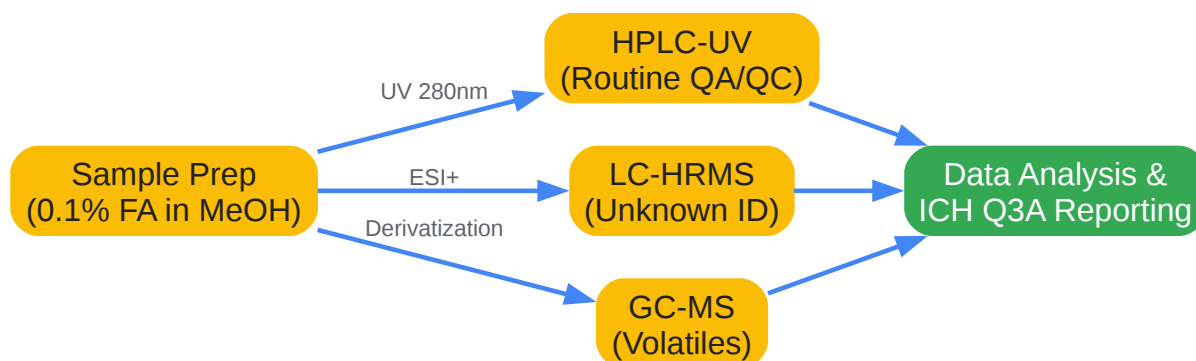 HPLC-UV
(Routine QA/QC)
UV 280nm
Sample Prep
(0.1% FA in MeOH)
ESI+
LC-HRMS
(Unknown ID)
Data Analysis &
ICH Q3A Reporting
Derivatization
GC-MS
(Volatiles)